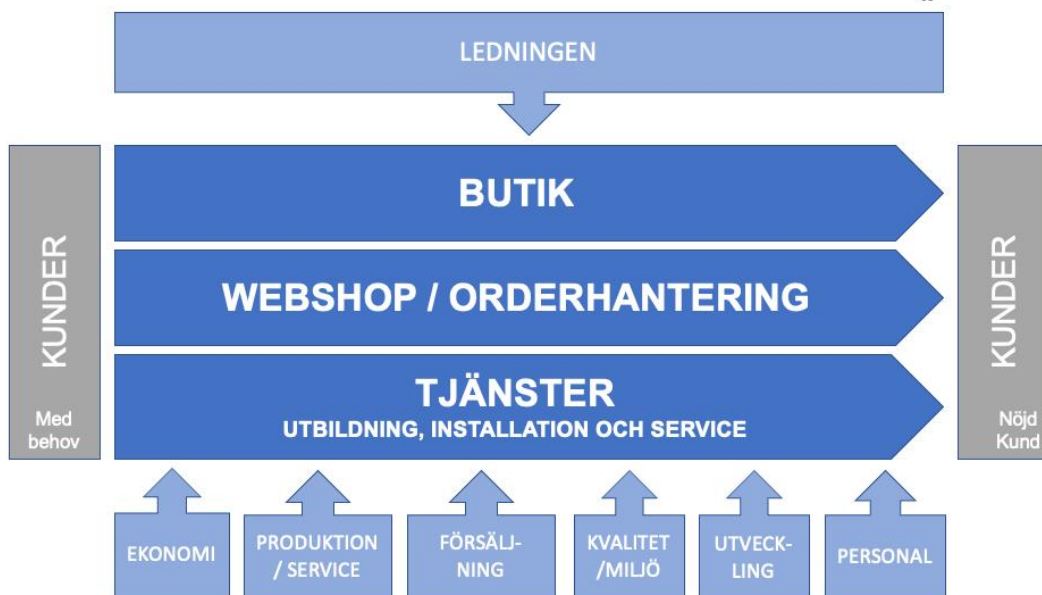 LEDNINGEN
KUNDER
Med
behov
BUTIK
WEBSHOP / ORDERHANTERING
TJÄNSTER
UTBILDNING, INSTALLATION OCH SERVICE
KUNDER
Nöjd
Kund
EKONOMI
PRODUKTION
/ SERVICE
FÖRSÄLJ-
NING
KVALITET
/MILJÖ
UTVECK-
LING
PERSONAL